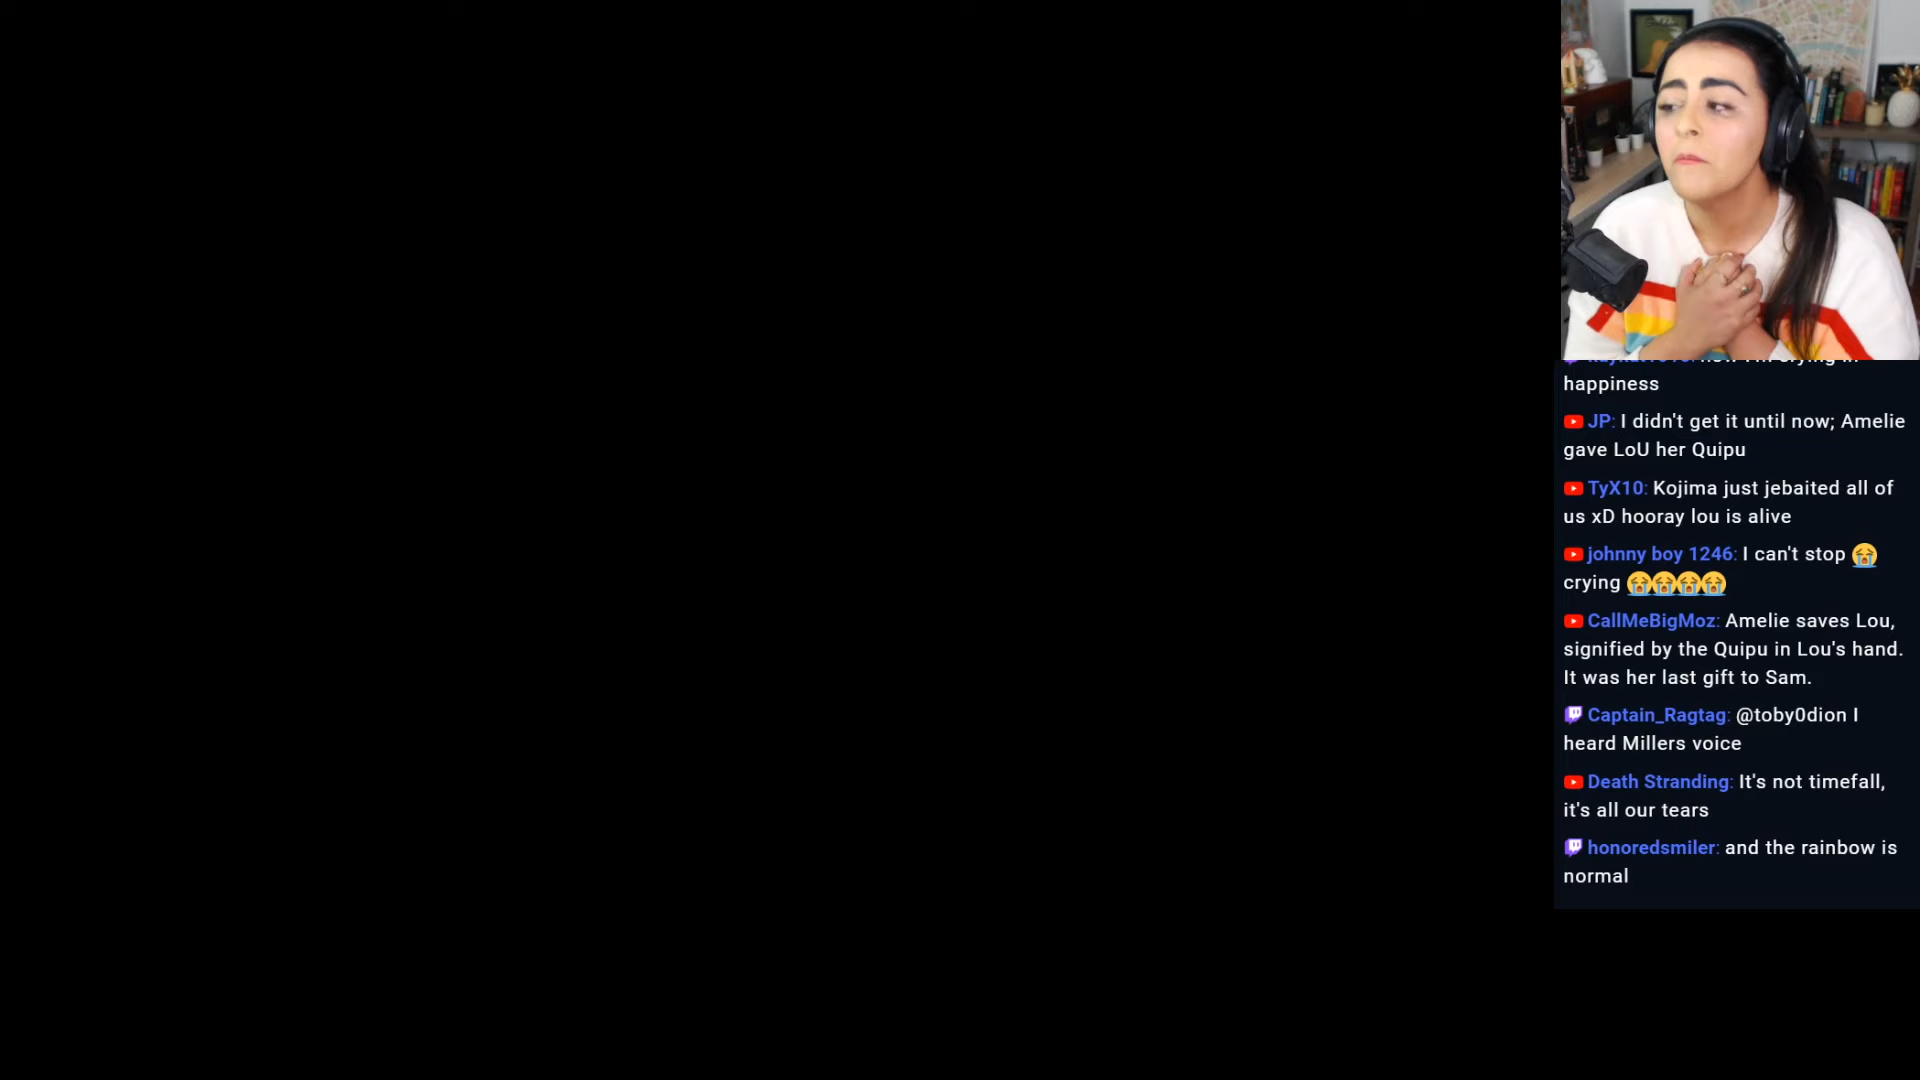 happiness
JP: I didn't get it until now; Amelie
gave LoU her Quipu
TyX10: Kojima just jebaited all of
us xD hooray lou is alive
johnny boy 1246: I can't stop 😭
crying 😭😭😭😭
CallMeBigMoz: Amelie saves Lou,
signified by the Quipu in Lou's hand.
It was her last gift to Sam.
Captain_Ragtag: @toby0dion I
heard Millers voice
Death Stranding: It's not timefall,
it's all our tears
honoredsmiler: and the rainbow is
normal